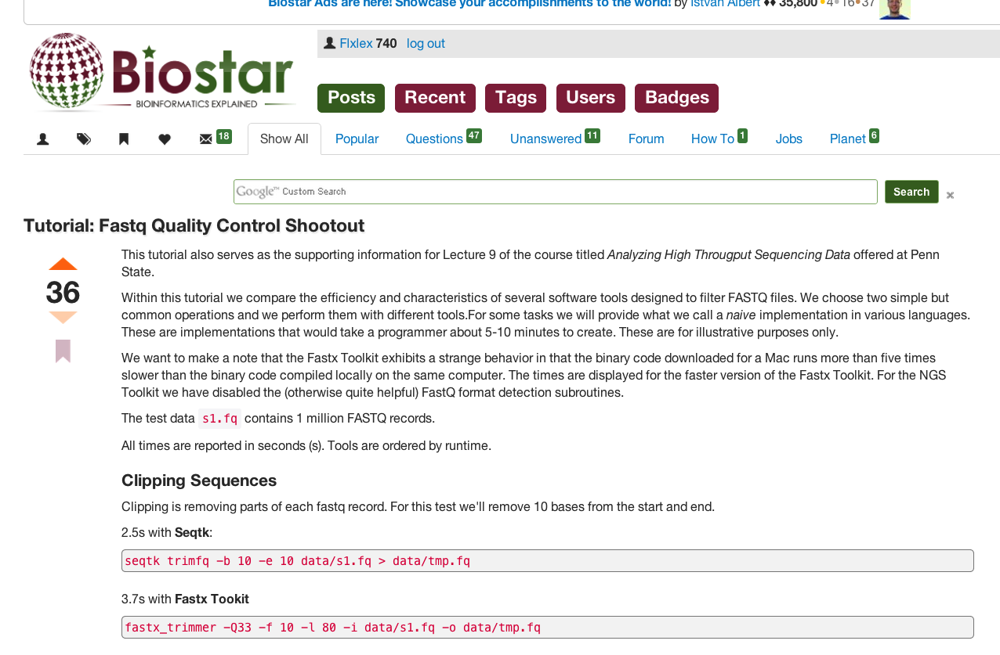 Biostar Ads are here! Showcase your accomplishments to the world! by Istvan Albert ♦♦ 35,800 ●4●16●37
Flxlex 740 log out
Biostar
BIOINFORMATICS EXPLAINED
Posts Recent Tags Users Badges
18 Show All Popular Questions 47 Unanswered 11 Forum How To 1 Jobs Planet 6
Google™ Custom Search Search ×
Tutorial: Fastq Quality Control Shootout
36
This tutorial also serves as the supporting information for Lecture 9 of the course titled Analyzing High Througput Sequencing Data offered at Penn
State.
Within this tutorial we compare the efficiency and characteristics of several software tools designed to filter FASTQ files. We choose two simple but
common operations and we perform them with different tools.For some tasks we will provide what we call a naive implementation in various languages.
These are implementations that would take a programmer about 5-10 minutes to create. These are for illustrative purposes only.
We want to make a note that the Fastx Toolkit exhibits a strange behavior in that the binary code downloaded for a Mac runs more than five times
slower than the binary code compiled locally on the same computer. The times are displayed for the faster version of the Fastx Toolkit. For the NGS
Toolkit we have disabled the (otherwise quite helpful) FastQ format detection subroutines.
The test data s1.fq contains 1 million FASTQ records.
All times are reported in seconds (s). Tools are ordered by runtime.
Clipping Sequences
Clipping is removing parts of each fastq record. For this test we'll remove 10 bases from the start and end.
2.5s with Seqtk:
seqtk trimfq -b 10 -e 10 data/s1.fq > data/tmp.fq
3.7s with Fastx Tookit
fastx_trimmer -Q33 -f 10 -l 80 -i data/s1.fq -o data/tmp.fq